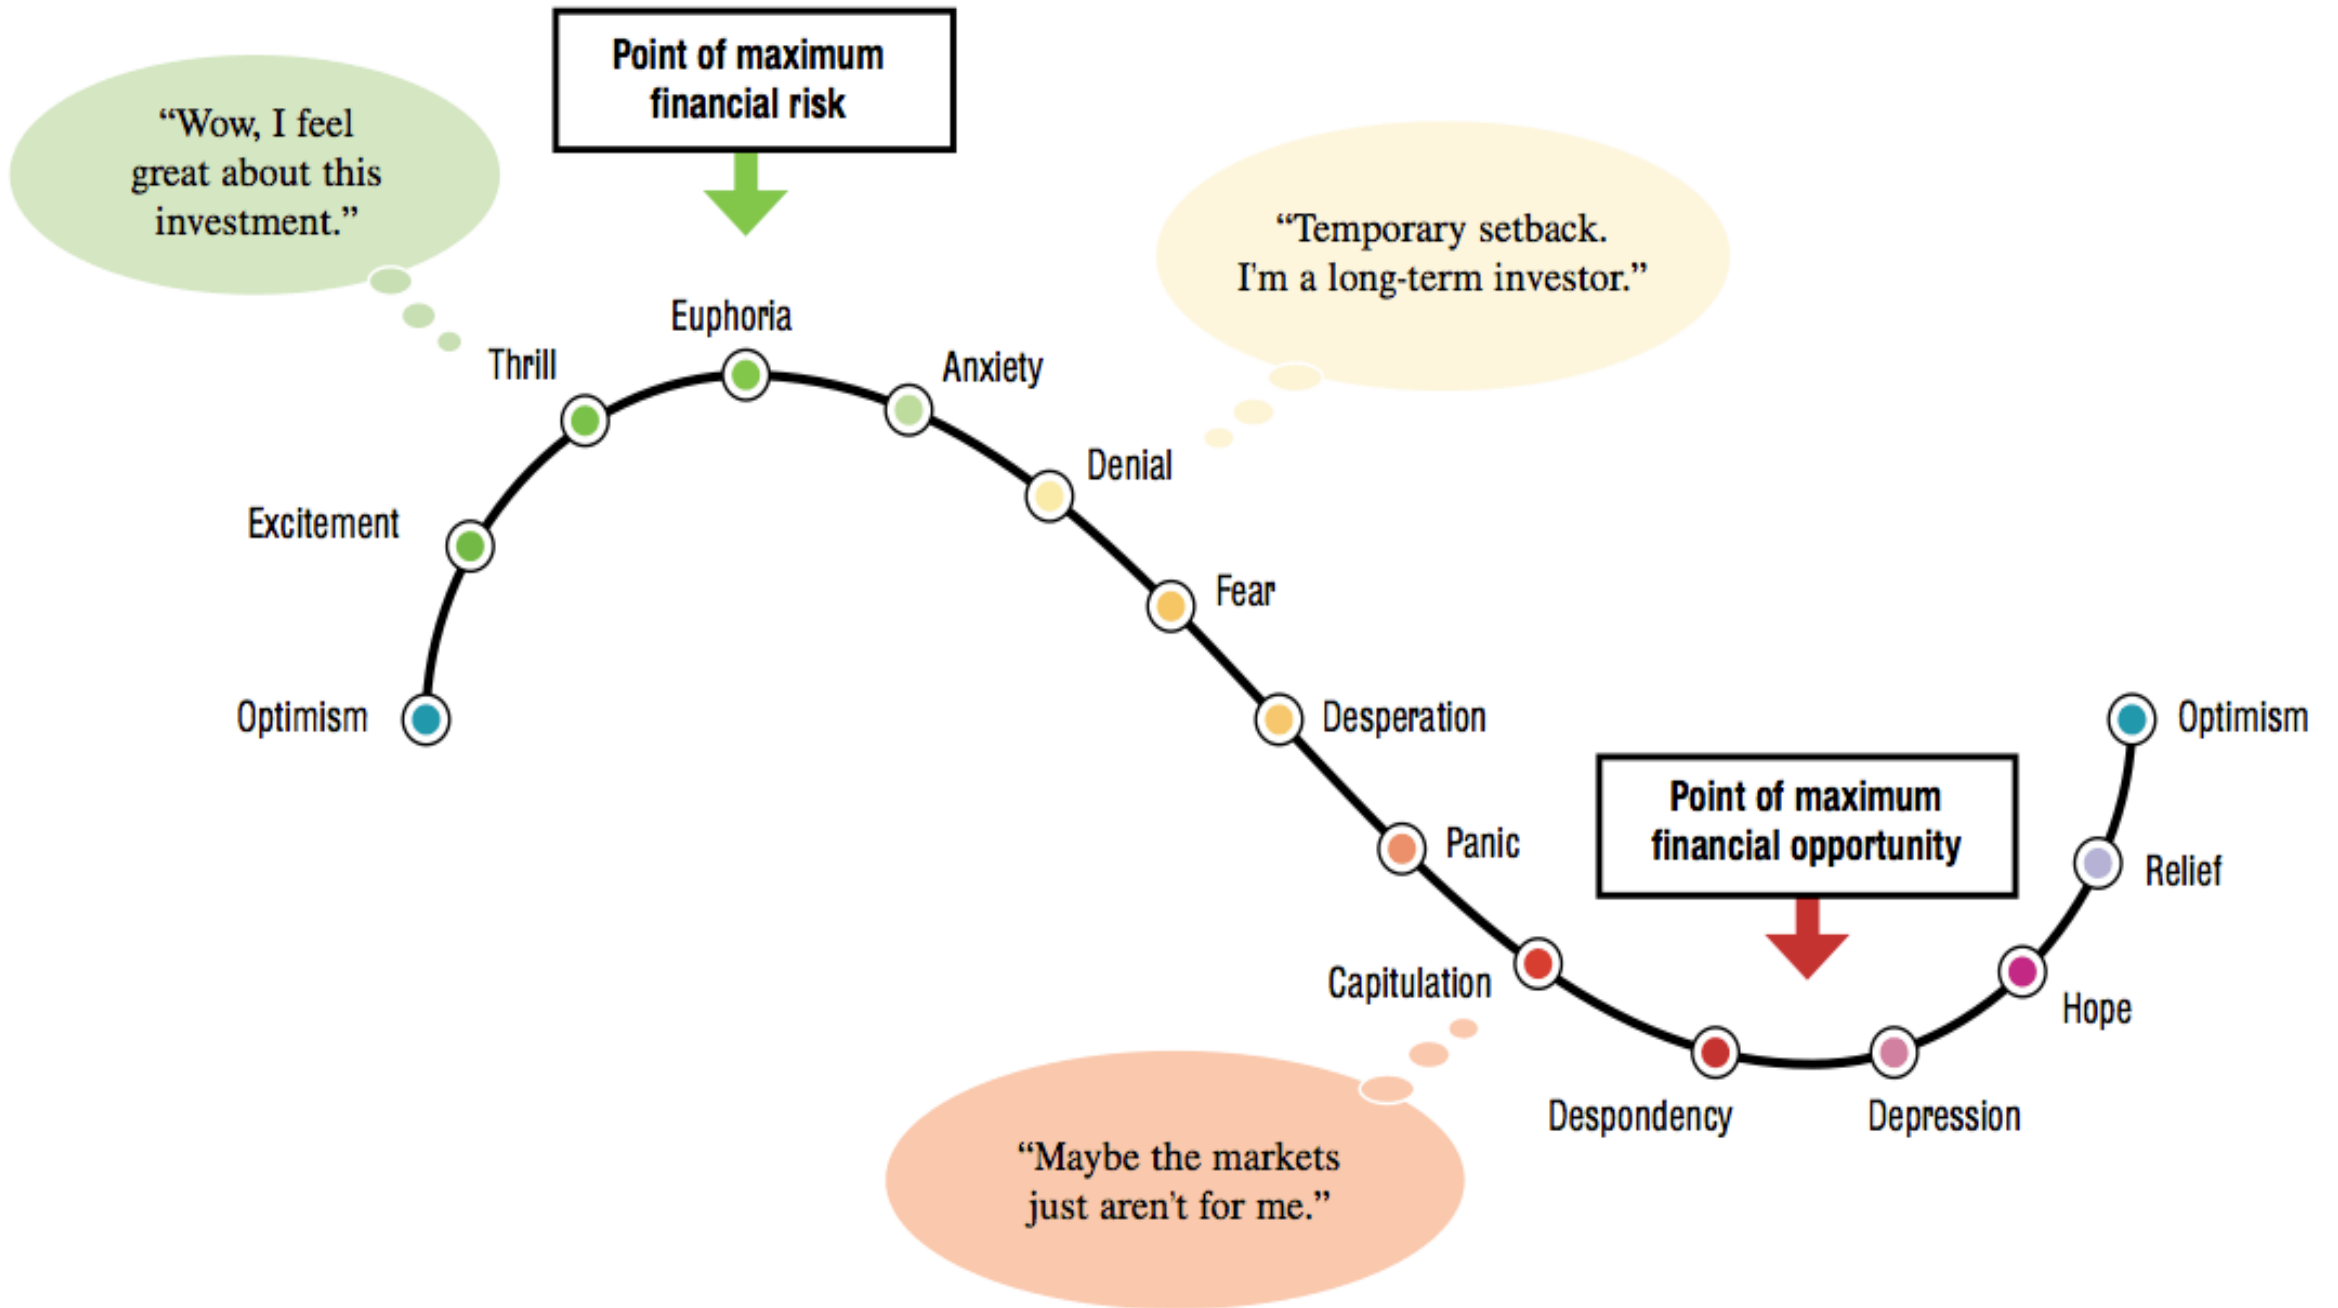 Point of maximum
financial risk
“Wow, I feel
great about this
investment.”
“Temporary setback.
I'm a long-term investor.”
Euphoria
Thrill
Anxiety
Denial
Excitement
Fear
Optimism
Desperation
Optimism
Point of maximum
financial opportunity
Panic
Relief
Capitulation
Hope
Despondency
Depression
“Maybe the markets
just aren't for me.”